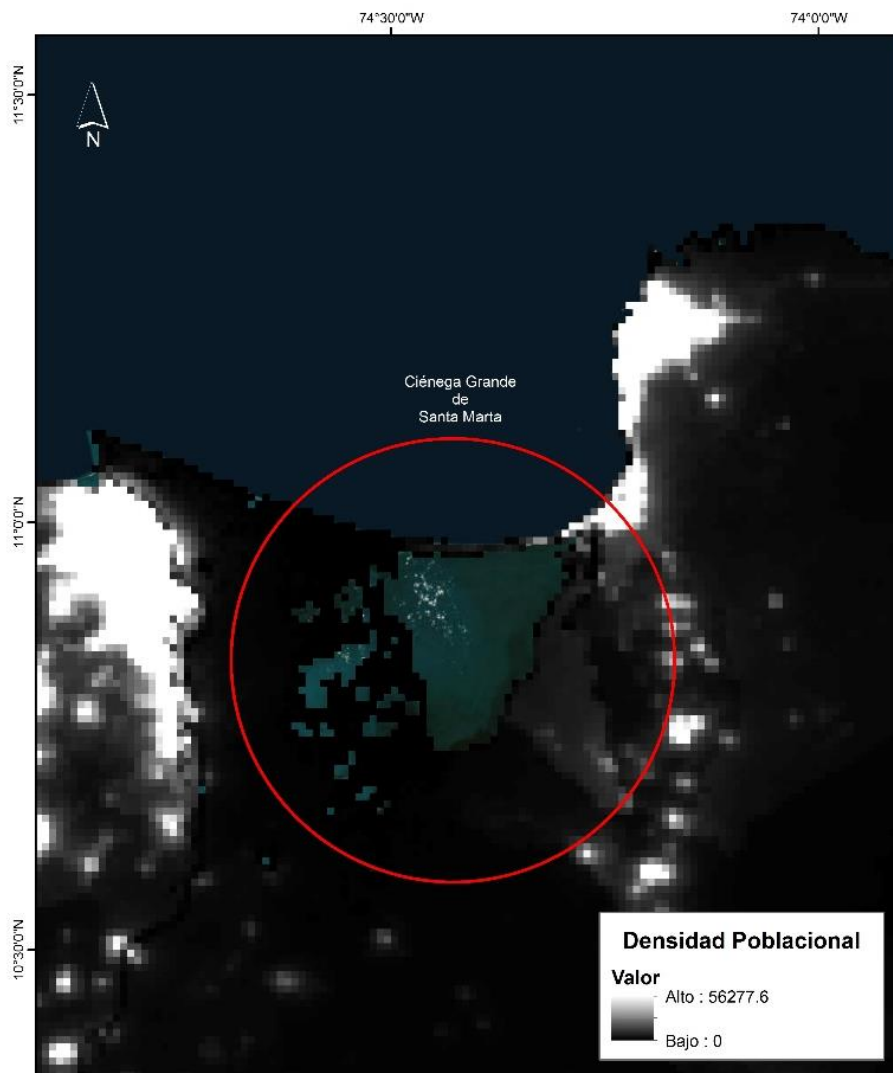 74°30'0"W
74°0'0"W
11°30'0"N
N
Ciénega Grande
de
Santa Marta
11°0'0"N
10°30'0"N
Densidad Poblacional
Valor
Alto : 56277.6
Bajo : 0